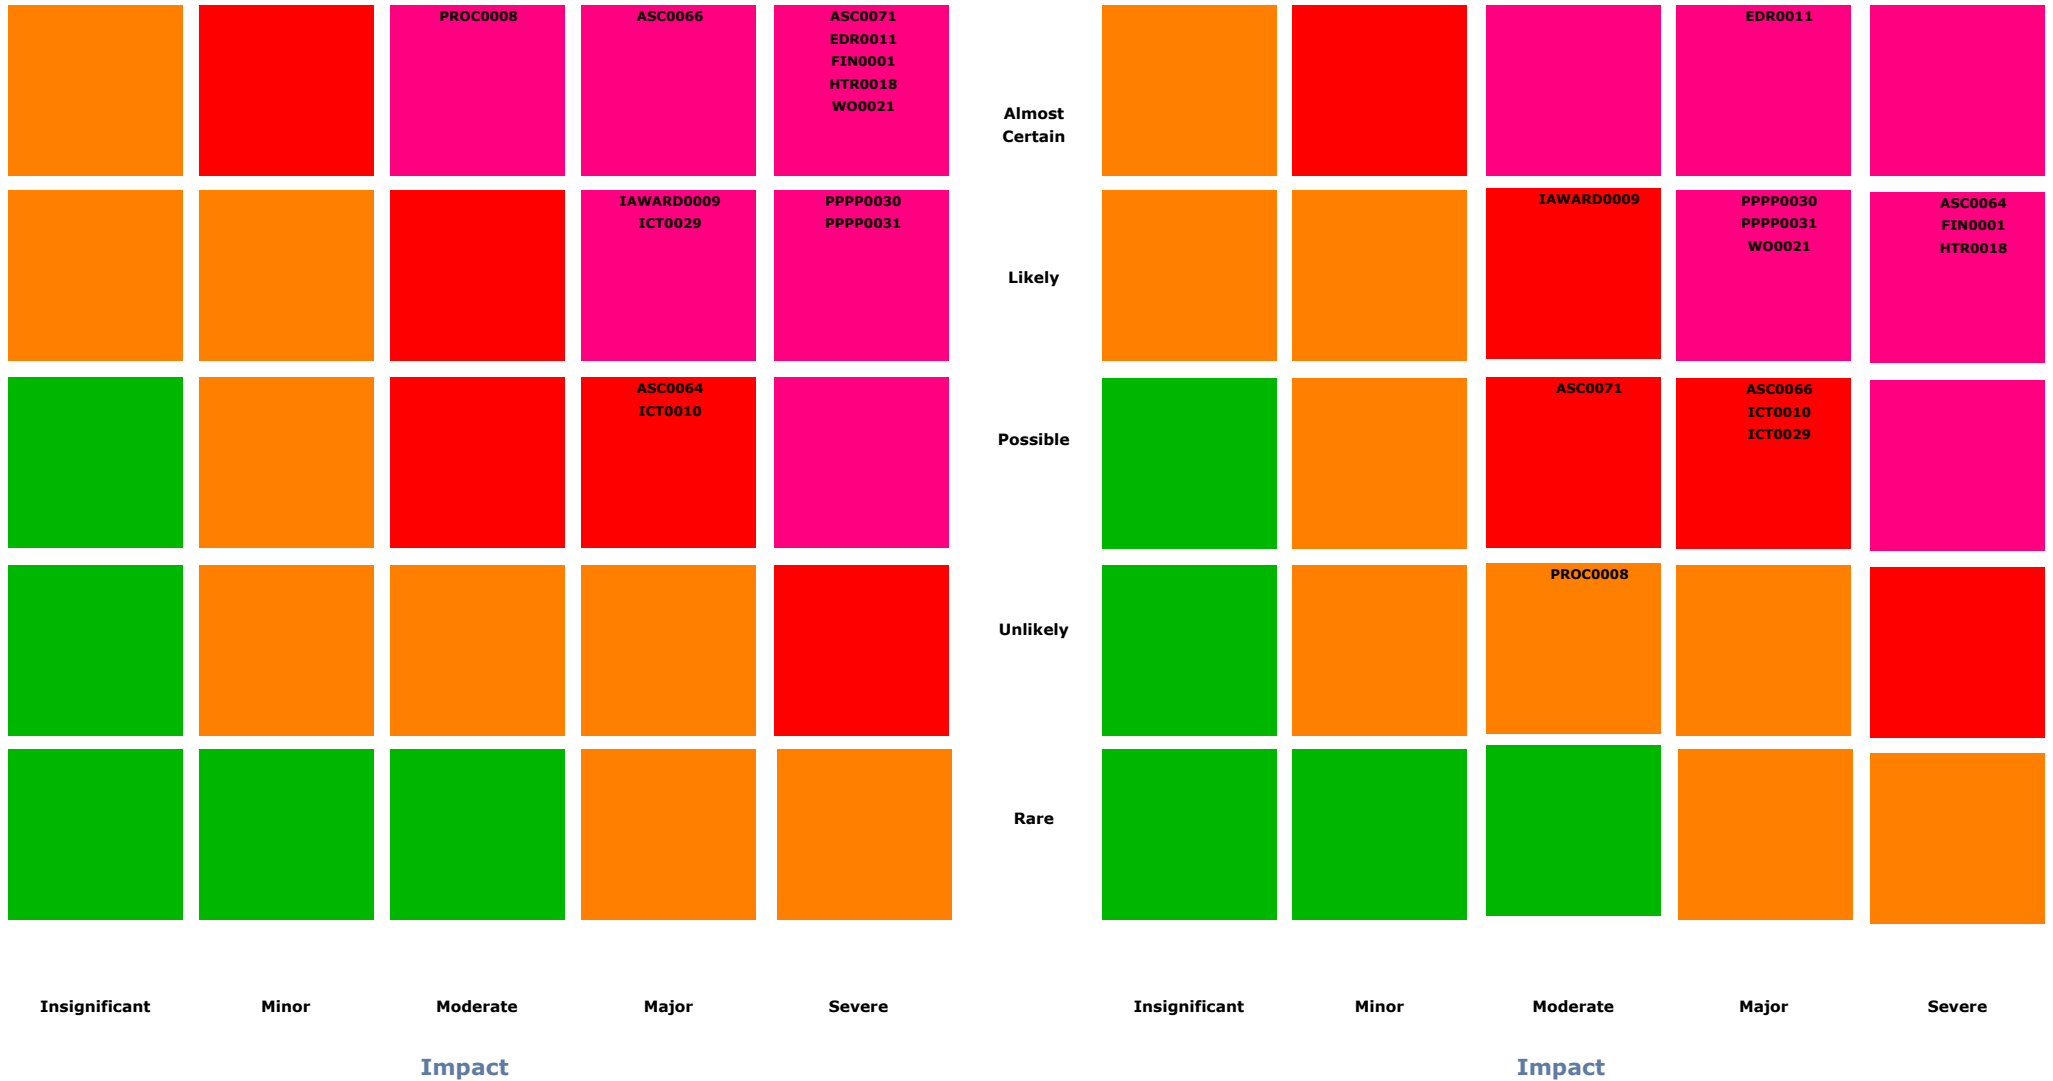 PROC0008
ASC0066
ASC0071
EDR0011
FIN0001
HTR0018
WO0021
IAWARD0009
ICT0029
PPPP0030
PPPP0031
ASC0064
ICT0010
Insignificant
Minor
Moderate
Major
Severe
Impact
Almost
Certain
Likely
Possible
Unlikely
Rare
EDR0011
IAWARD0009
PPPP0030
PPPP0031
WO0021
ASC0064
FIN0001
HTR0018
ASC0071
ASC0066
ICT0010
ICT0029
PROC0008
Insignificant
Minor
Moderate
Major
Severe
Impact